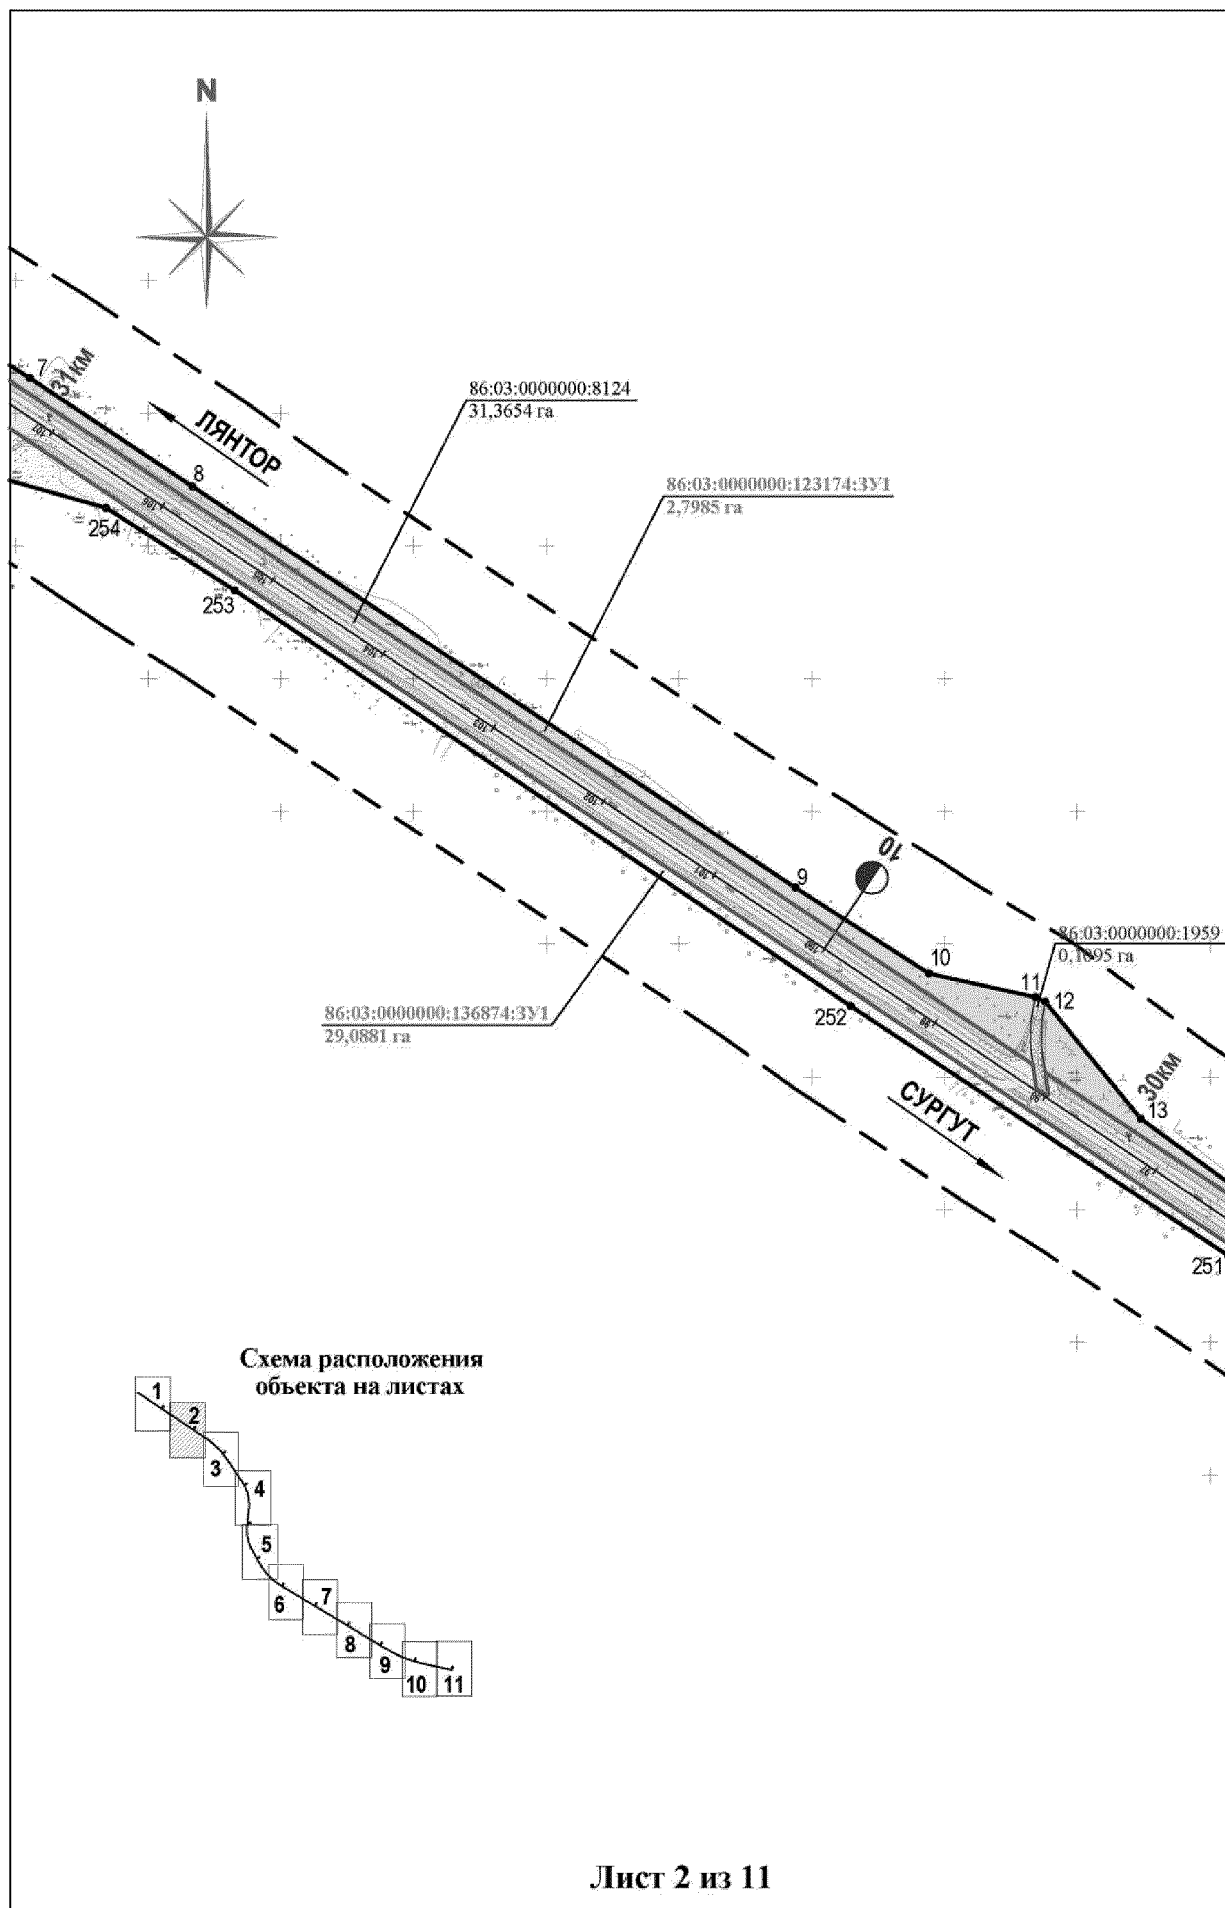 N
7
31км
ЛЯНТОР
8
86:03:0000000:8124
31,3654 га
86:03:0000000:123174:ЗУ1
2,7985 га
254
253
9
10
10
86:03:0000000:1959
0,1095 га
11
12
252
86:03:0000000:136874:ЗУ1
29,0881 га
30км
13
СУРГУТ
251
Схема расположения
объекта на листах
1
2
3
4
5
6
7
8
9
10
11
Лист 2 из 11